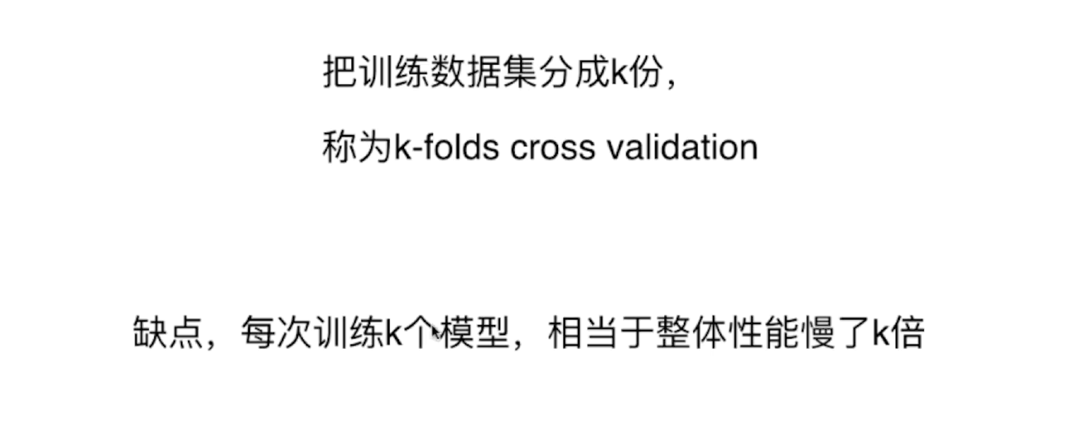 把训练数据集分成k份，
称为k-folds cross validation
缺点，每次训练k个模型，相当于整体性能慢了k倍